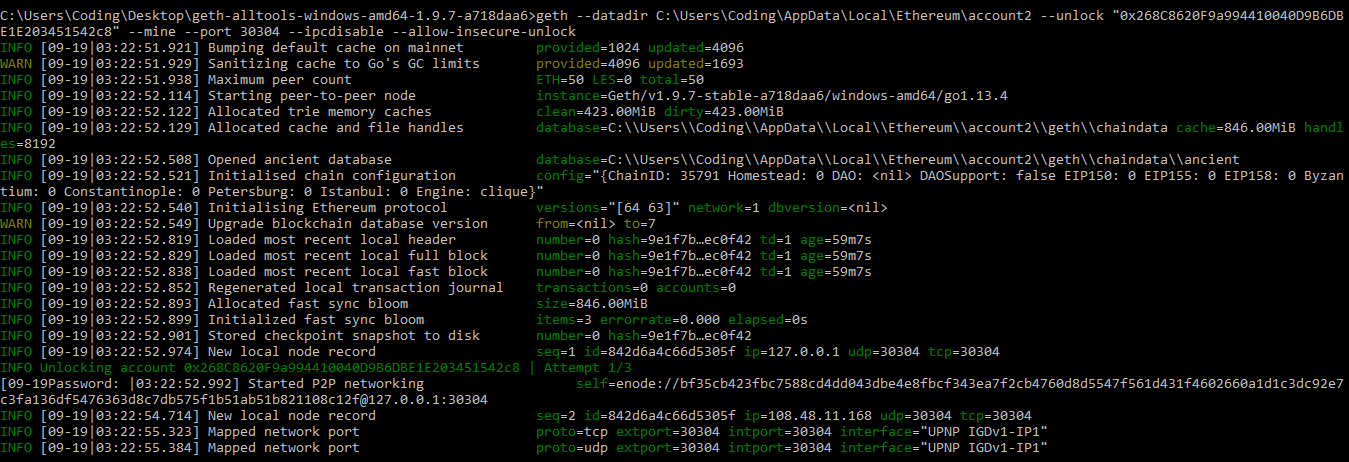 C:\Users\Coding\Desktop\geth-alltools-windows-amd64-1.9.7-a718daa6>geth --datadir C:\Users\Coding\AppData\Local\Ethereum\account2 --unlock "0x268C8620F9a994410040D9B6DB
E1E203451542c8" --mine --port 30304 --ipcdisable --allow-insecure-unlock
INFO [09-19|03:22:51.921] Bumping default cache on mainnet provided=1024 updated=4096
WARN [09-19|03:22:51.929] Sanitizing cache to Go's GC limits provided=4096 updated=1693
INFO [09-19|03:22:51.938] Maximum peer count ETH=50 LES=0 total=50
INFO [09-19|03:22:52.114] Starting peer-to-peer node instance=Geth/v1.9.7-stable-a718daa6/windows-amd64/go1.13.4
INFO [09-19|03:22:52.122] Allocated trie memory caches clean=423.00MiB dirty=423.00MiB
INFO [09-19|03:22:52.129] Allocated cache and file handles database=C:\\Users\\Coding\\AppData\\Local\\Ethereum\\account2\\geth\\chaindata cache=846.00MiB handl
es=8192
INFO [09-19|03:22:52.508] Opened ancient database database=C:\\Users\\Coding\\AppData\\Local\\Ethereum\\account2\\geth\\chaindata\\ancient
INFO [09-19|03:22:52.521] Initialised chain configuration config="{ChainID: 35791 Homestead: 0 DAO: <nil> DAOSupport: false EIP150: 0 EIP155: 0 EIP158: 0 Byzan
tium: 0 Constantinople: 0 Petersburg: 0 Istanbul: 0 Engine: clique}"
INFO [09-19|03:22:52.540] Initialising Ethereum protocol versions="[64 63]" network=1 dbversion=<nil>
WARN [09-19|03:22:52.549] Upgrade blockchain database version from=<nil> to=7
INFO [09-19|03:22:52.819] Loaded most recent local header number=0 hash=9e1f7b…ec0f42 td=1 age=59m7s
INFO [09-19|03:22:52.829] Loaded most recent local full block number=0 hash=9e1f7b…ec0f42 td=1 age=59m7s
INFO [09-19|03:22:52.838] Loaded most recent local fast block number=0 hash=9e1f7b…ec0f42 td=1 age=59m7s
INFO [09-19|03:22:52.852] Regenerated local transaction journal transactions=0 accounts=0
INFO [09-19|03:22:52.893] Allocated fast sync bloom size=846.00MiB
INFO [09-19|03:22:52.899] Initialized fast sync bloom items=3 errorrate=0.000 elapsed=0s
INFO [09-19|03:22:52.901] Stored checkpoint snapshot to disk number=0 hash=9e1f7b…ec0f42
INFO [09-19|03:22:52.974] New local node record seq=1 id=842d6a4c66d5305f ip=127.0.0.1 udp=30304 tcp=30304
INFO Unlocking account 0x268C8620F9a994410040D9B6DBE1E203451542c8 | Attempt 1/3
[09-19Password: |03:22:52.992] Started P2P networking self=enode://bf35cb423fbc7588cd4dd043dbe4e8fbcf343ea7f2cb4760d8d5547f561d431f4602660a1d1c3dc92e7
c3fa136df5476363d8c7db575f1b51ab51b821108c12f@127.0.0.1:30304
INFO [09-19|03:22:54.714] New local node record seq=2 id=842d6a4c66d5305f ip=108.48.11.168 udp=30304 tcp=30304
INFO [09-19|03:22:55.323] Mapped network port proto=tcp extport=30304 intport=30304 interface="UPNP IGDv1-IP1"
INFO [09-19|03:22:55.384] Mapped network port proto=udp extport=30304 intport=30304 interface="UPNP IGDv1-IP1"